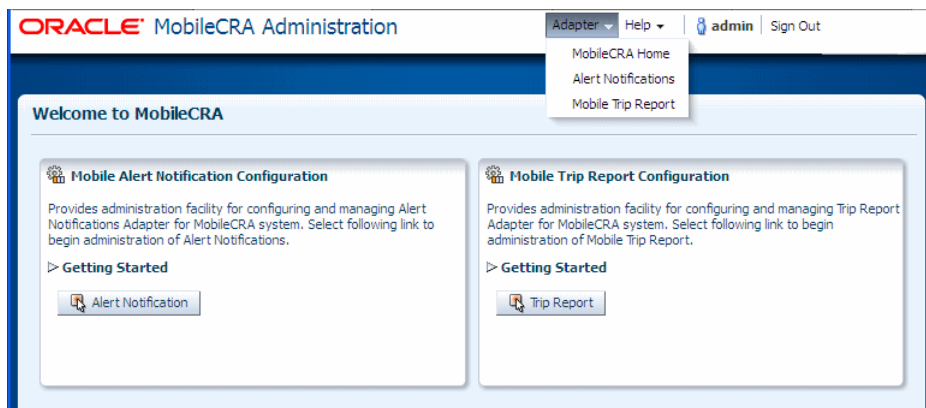 ORACLE MobileCRA Administration
Adapter Help admin Sign Out
MobileCRA Home
Alert Notifications
Mobile Trip Report
Welcome to MobileCRA
Mobile Alert Notification Configuration
Provides administration facility for configuring and managing Alert
Notifications Adapter for MobileCRA system. Select following link to
begin administration of Alert Notifications.
Getting Started
Alert Notification
Mobile Trip Report Configuration
Provides administration facility for configuring and managing Trip Report
Adapter for MobileCRA system. Select following link to begin
administration of Mobile Trip Report.
Getting Started
Trip Report